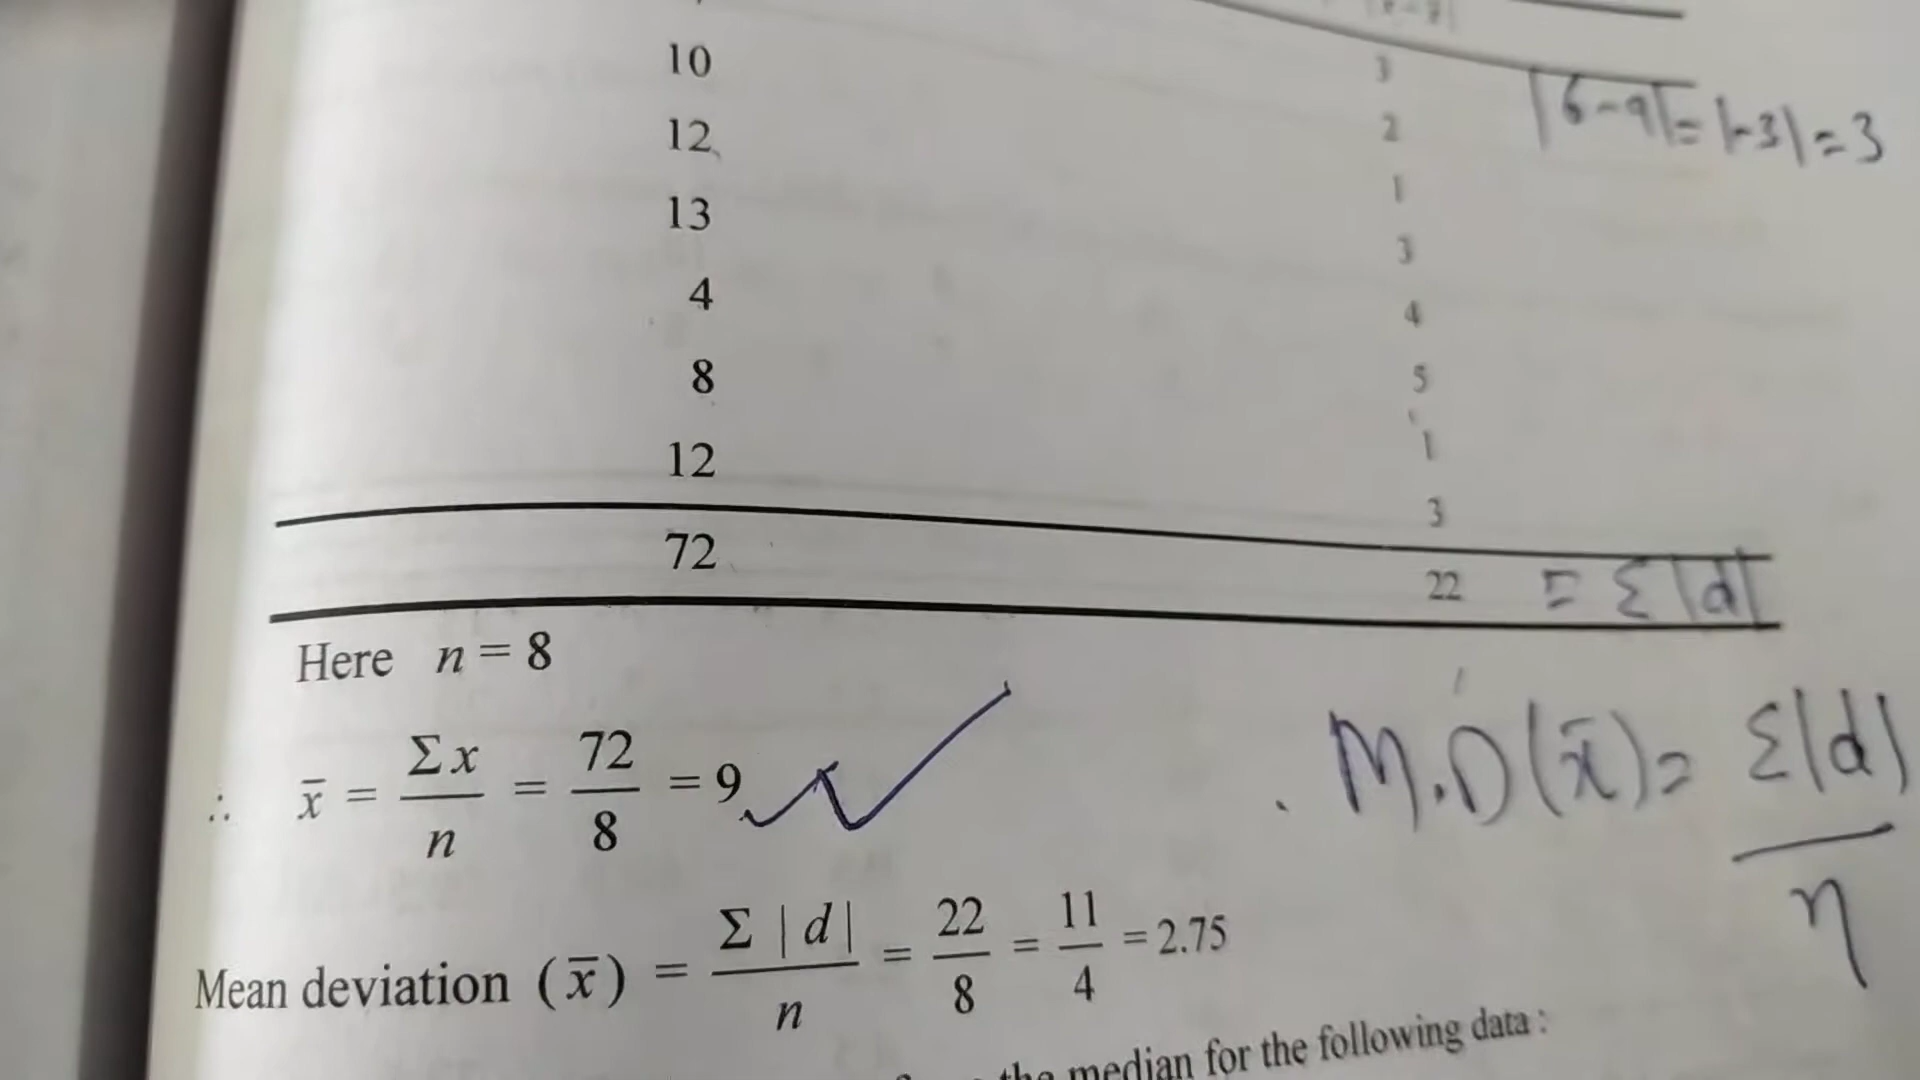 10 3
12 2 |6-9| = |-3| = 3
13 1
4 3
8 4
12 5
1
3
72 22 = Σ|d|
Here n = 8
∴ x̄ = Σx/n = 72/8 = 9
M.D(x̄) = Σ|d|/n
Mean deviation (x̄) = Σ|d|/n = 22/8 = 11/4 = 2.75
the median for the following data :